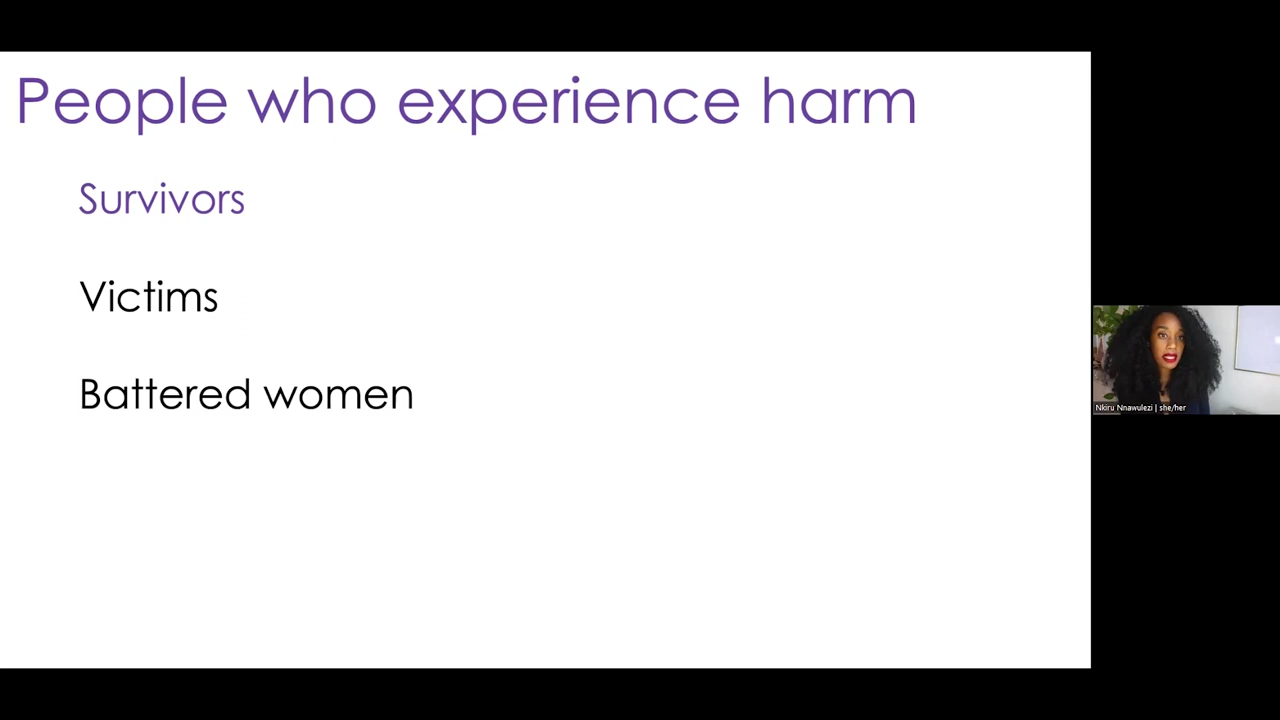 People who experience harm
Survivors
Victims
Battered women
Nkiru Nnawulezi | she/her